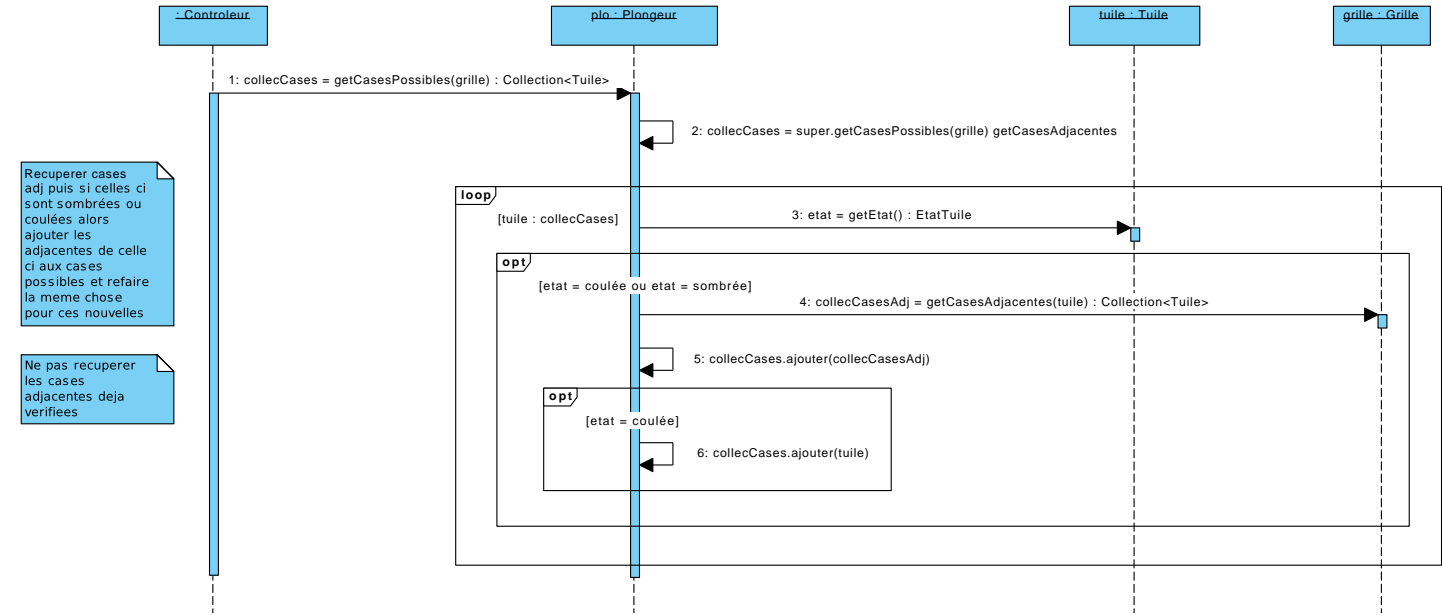 : Controleur
plo : Plongeur
tuile : Tuile
grille : Grille
1: collecCases = getCasesPossibles(grille) : Collection<Tuile>
2: collecCases = super.getCasesPossibles(grille) getCasesAdjacentes
Recuperer cases
adj puis si celles ci
sont sombrées ou
coulées alors
ajouter les
adjacentes de celle
ci aux cases
possibles et refaire
la meme chose
pour ces nouvelles
Ne pas recuperer
les cases
adjacentes deja
verifiees
loop
[tuile : collecCases]
3: etat = getEtat() : EtatTuile
opt
[etat = coulée ou etat = sombrée]
4: collecCasesAdj = getCasesAdjacentes(tuile) : Collection<Tuile>
5: collecCases.ajouter(collecCasesAdj)
opt
[etat = coulée]
6: collecCases.ajouter(tuile)